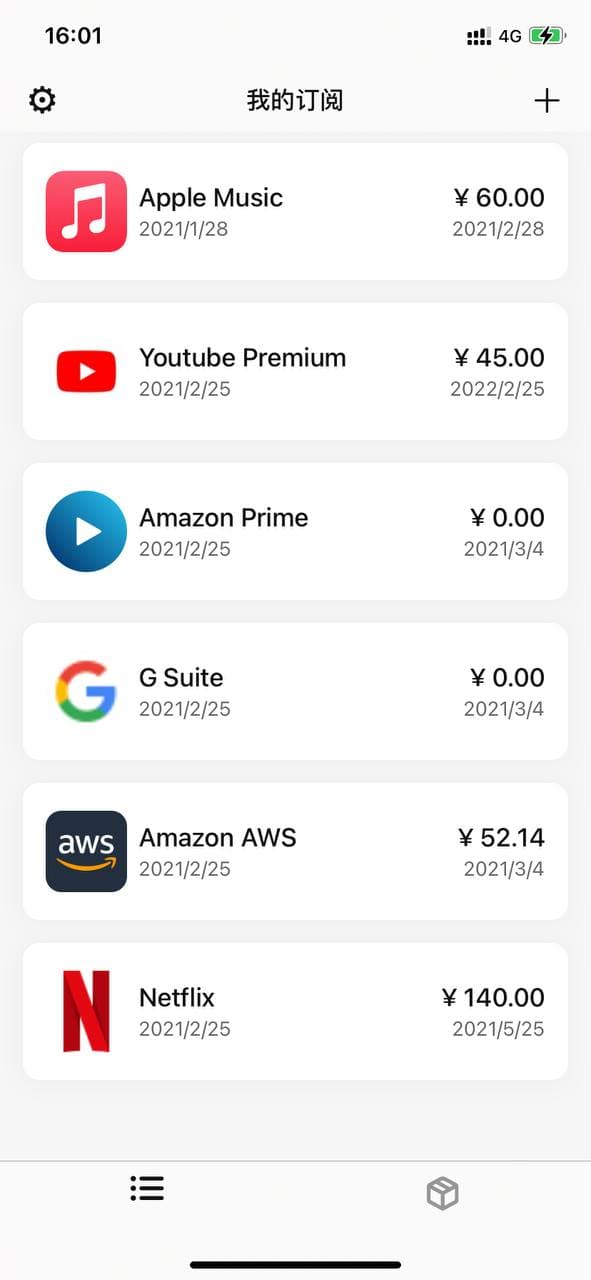 16:01
4G
我的订阅
Apple Music ¥ 60.00
2021/1/28 2021/2/28
Youtube Premium ¥ 45.00
2021/2/25 2022/2/25
Amazon Prime ¥ 0.00
2021/2/25 2021/3/4
G Suite ¥ 0.00
2021/2/25 2021/3/4
aws
Amazon AWS ¥ 52.14
2021/2/25 2021/3/4
Netflix ¥ 140.00
2021/2/25 2021/5/25